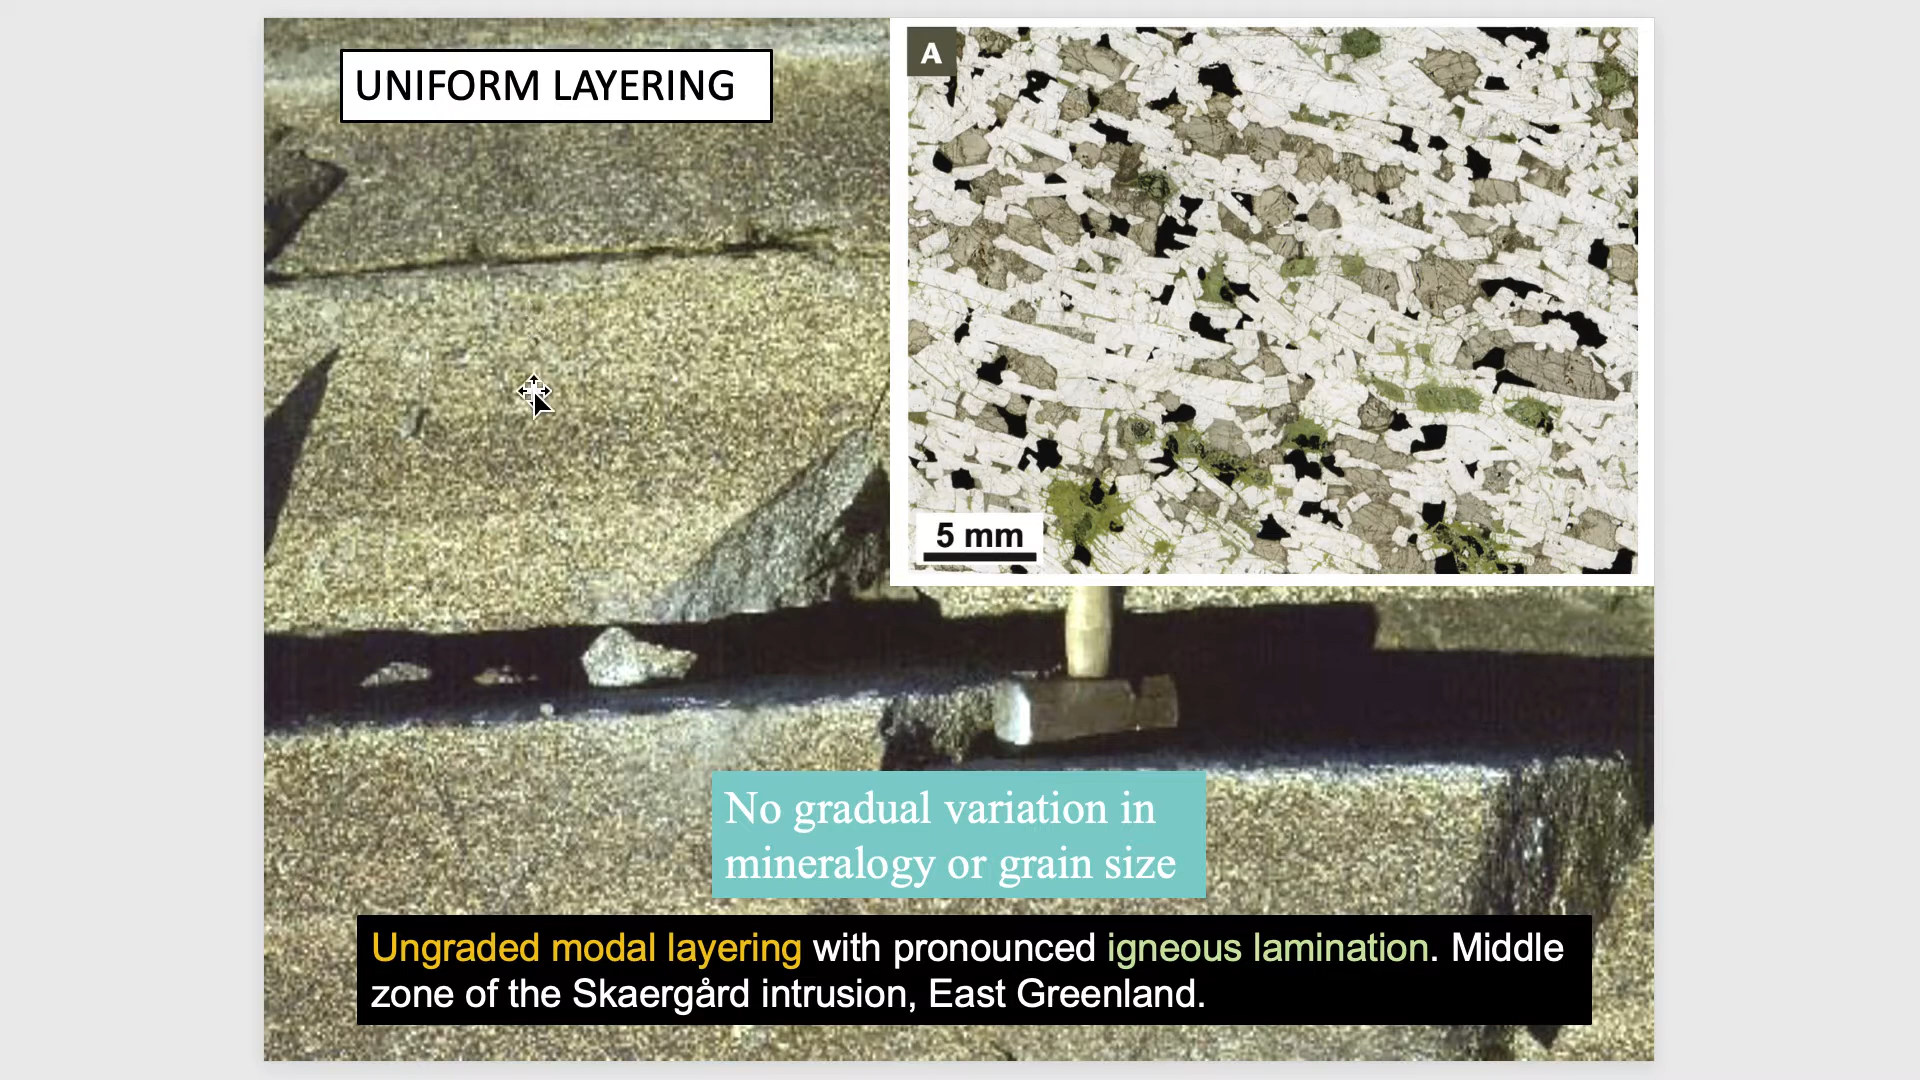 UNIFORM LAYERING
A
5 mm
No gradual variation in
mineralogy or grain size
Ungraded modal layering with pronounced igneous lamination. Middle
zone of the Skaergård intrusion, East Greenland.